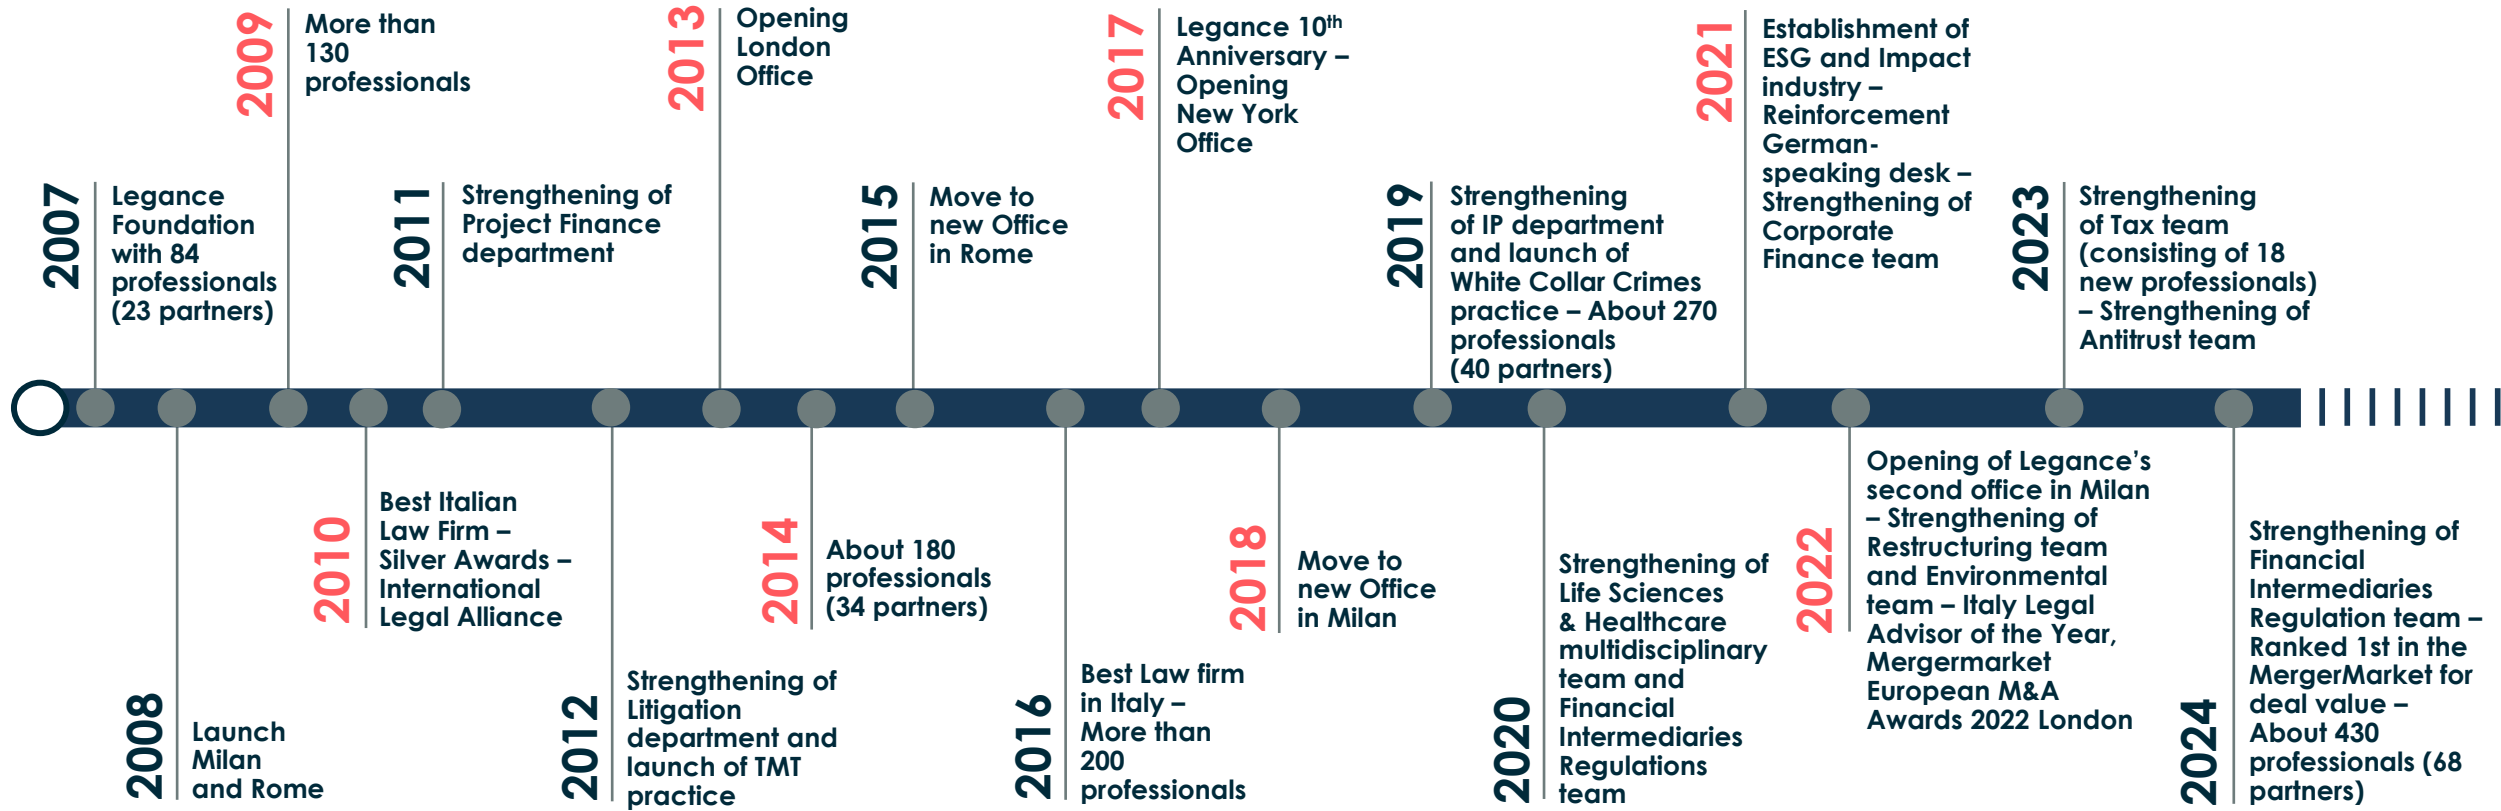 2007
Legance
Foundation
with 84
professionals
(23 partners)
2008
Launch
Milan
and Rome
2009
More than
130
professionals
2010
Best Italian
Law Firm –
Silver Awards –
International
Legal Alliance
2011
Strengthening of
Project Finance
department
2012
Strengthening of
Litigation
department and
launch of TMT
practice
2013
Opening
London
Office
2014
About 180
professionals
(34 partners)
2015
Move to
new Office
in Rome
2016
Best Law firm
in Italy –
More than
200
professionals
2017
Legance 10th
Anniversary –
Opening
New York
Office
2018
Move to
new Office
in Milan
2019
Strengthening
of IP department
and launch of
White Collar Crimes
practice – About 270
professionals
(40 partners)
2020
Strengthening of
Life Sciences
& Healthcare
multidisciplinary
team and
Financial
Intermediaries
Regulations
team
2021
Establishment of
ESG and Impact
industry –
Reinforcement
German-
speaking desk –
Strengthening of
Corporate
Finance team
2022
Opening of Legance’s
second office in Milan
– Strengthening of
Restructuring team
and Environmental
team – Italy Legal
Advisor of the Year,
Mergermarket
European M&A
Awards 2022 London
2023
Strengthening
of Tax team
(consisting of 18
new professionals)
– Strengthening of
Antitrust team
2024
Strengthening of
Financial
Intermediaries
Regulation team –
Ranked 1st in the
MergerMarket for
deal value –
About 430
professionals (68
partners)